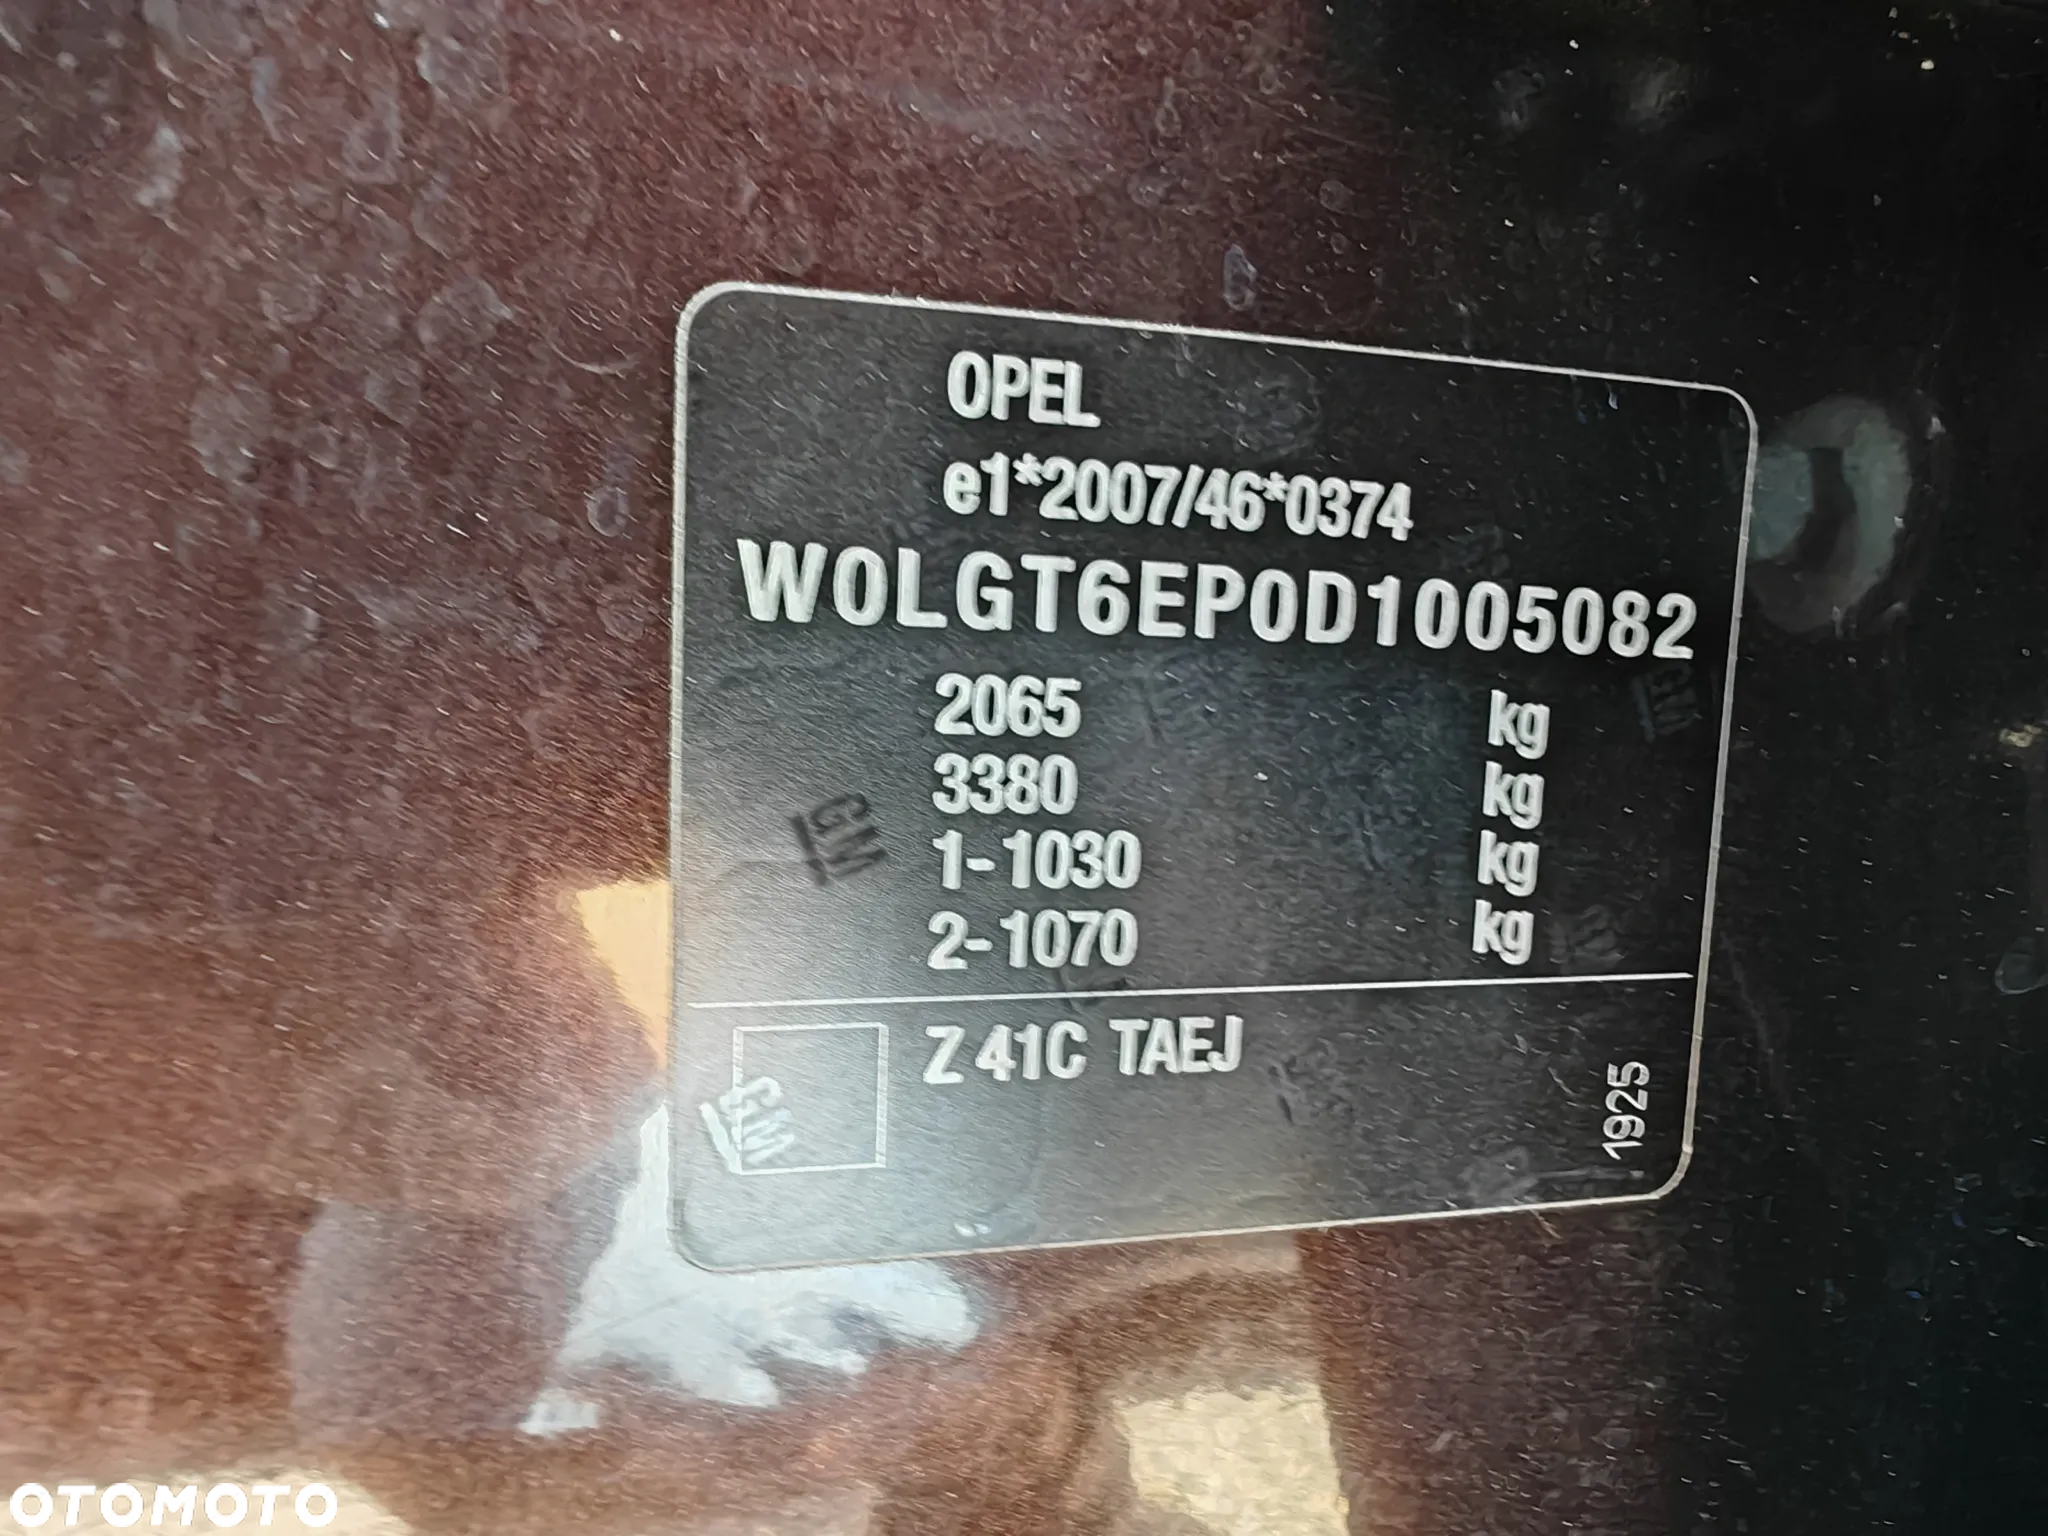 OPEL
e1*2007/46*0374
W0LGT6EP0D1005082
2065 kg
3380 kg
1-1030 kg
2-1070 kg
Z 41C TAEJ
1925
GM
GM
GM
OTOMOTO